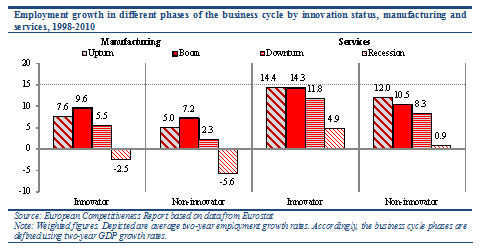 Employment growth in different phases of the business cycle by innovation status, manufacturing and
services, 1998-2010
Manufacturing Services
Upturn Boom Downturn Recession
20
15
10
5
0
-5
-10
7.6 9.6 5.5 -2.5
5.0 7.2 2.3 -5.6
14.4 14.3 11.8 4.9
12.0 10.5 8.3 0.9
Innovator Non-innovator Innovator Non-innovator
Source: European Competitiveness Report based on data from Eurostat
Note: Weighted figures. Depicted are average two-year employment growth rates. Accordingly, the business cycle phases are
defined using two-year GDP growth rates.